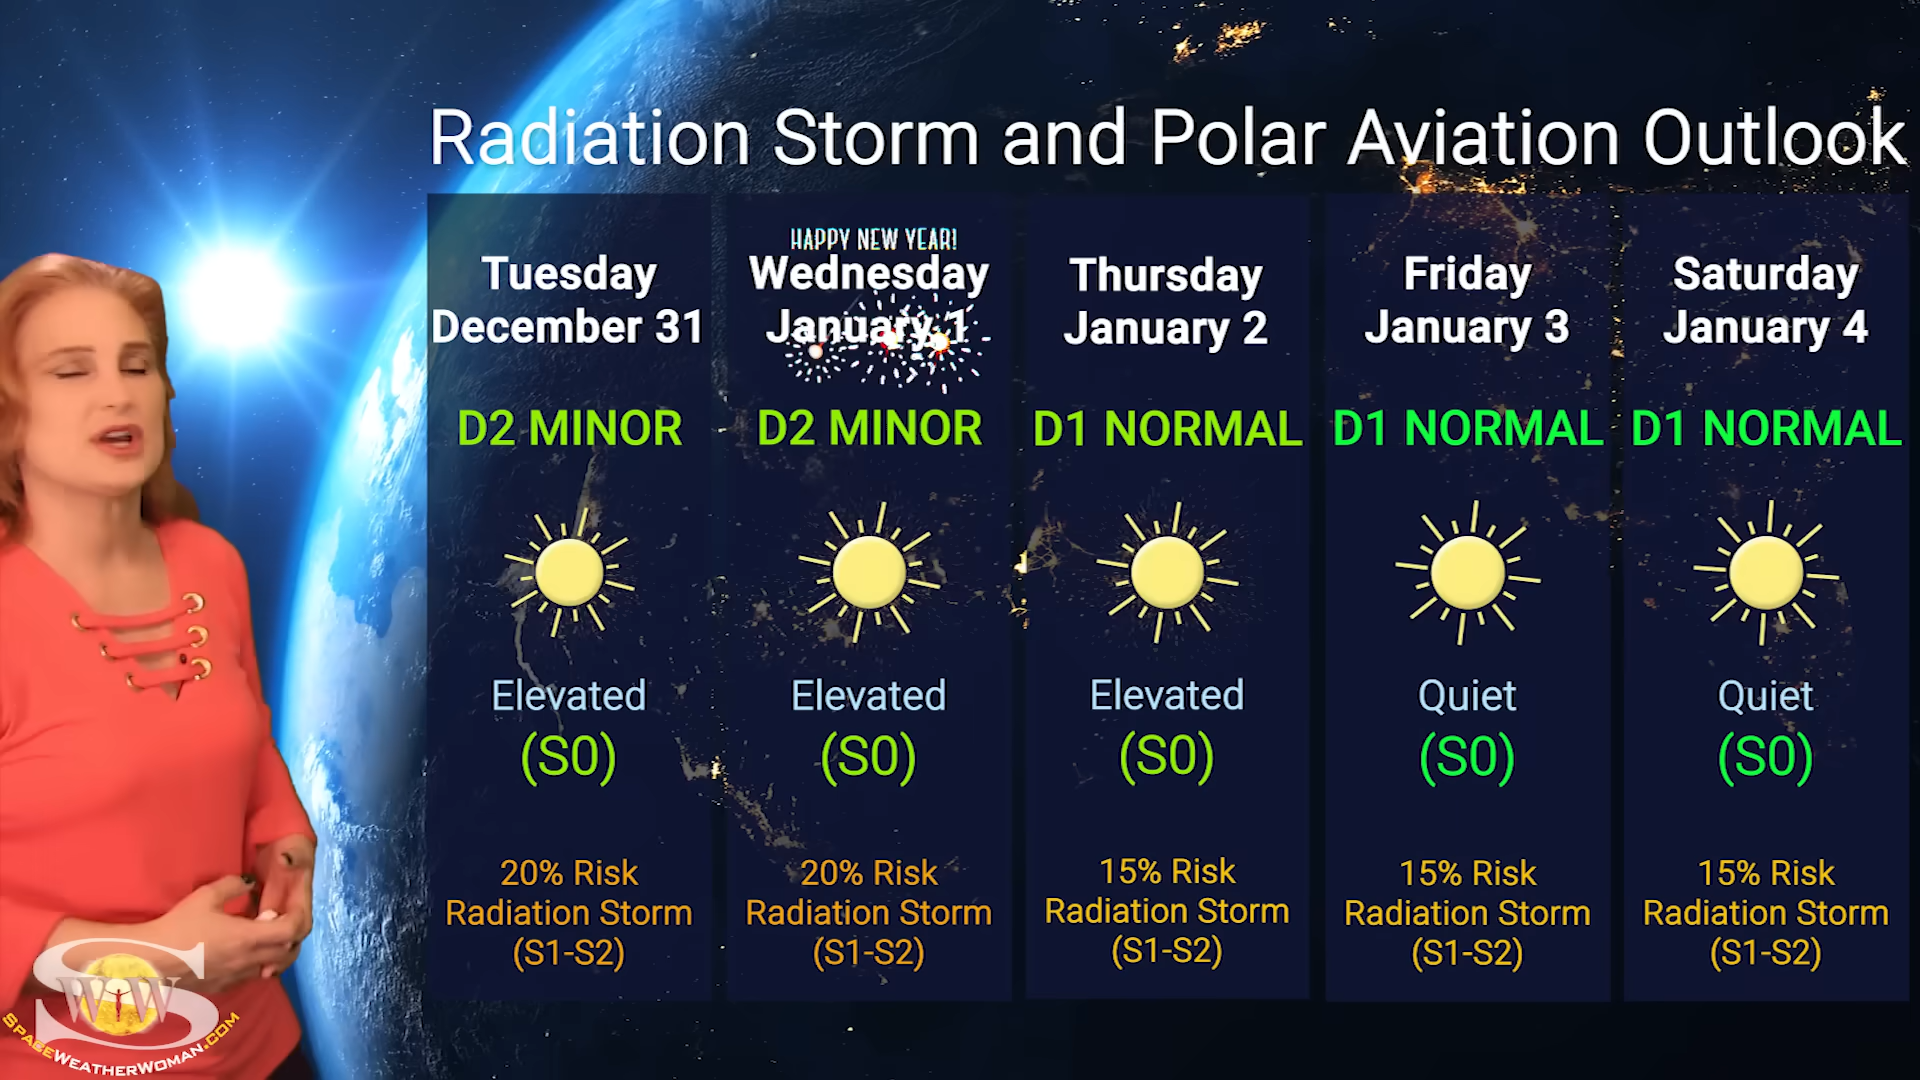 Radiation Storm and Polar Aviation Outlook
Tuesday
December 31
D2 MINOR
Elevated
(S0)
20% Risk
Radiation Storm
(S1-S2)
HAPPY NEW YEAR!
Wednesday
January 1
D2 MINOR
Elevated
(S0)
20% Risk
Radiation Storm
(S1-S2)
Thursday
January 2
D1 NORMAL
Elevated
(S0)
15% Risk
Radiation Storm
(S1-S2)
Friday
January 3
D1 NORMAL
Quiet
(S0)
15% Risk
Radiation Storm
(S1-S2)
Saturday
January 4
D1 NORMAL
Quiet
(S0)
15% Risk
Radiation Storm
(S1-S2)
SWW
SPACEWEATHERWOMAN.COM